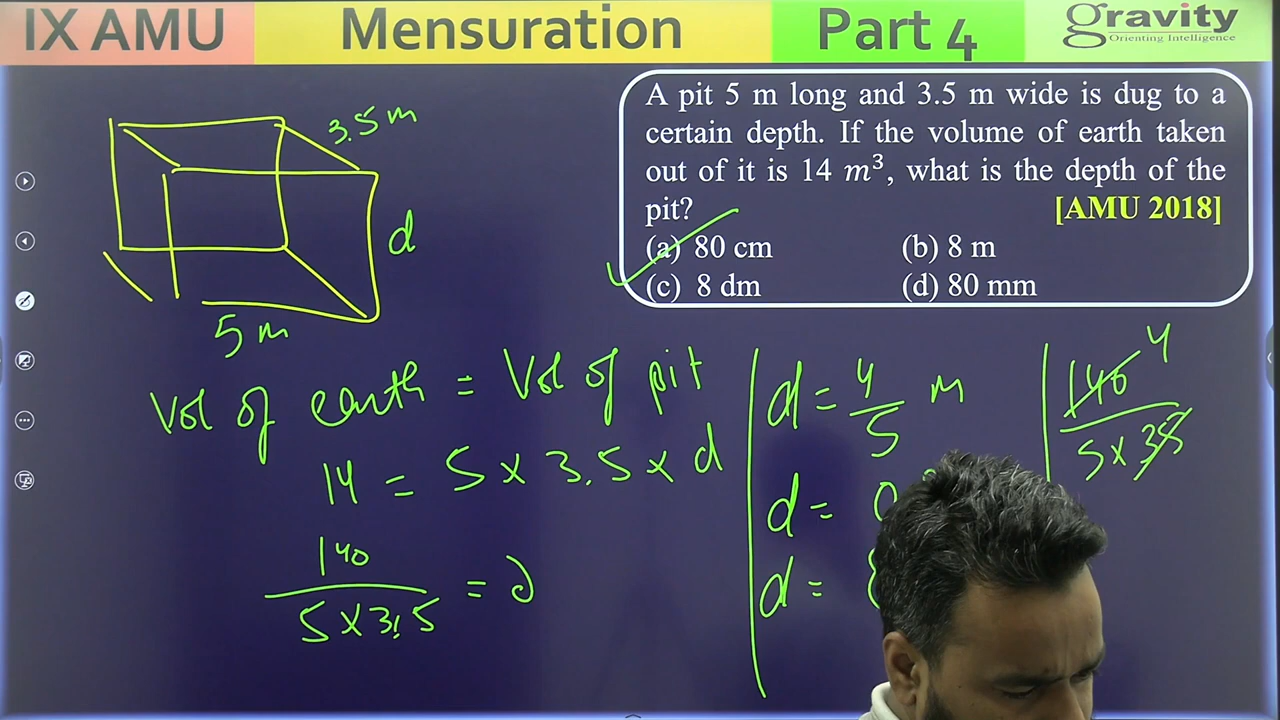 IX AMU
Mensuration
Part 4
gravity
Orienting Intelligence
A pit 5 m long and 3.5 m wide is dug to a
certain depth. If the volume of earth taken
out of it is 14 m³, what is the depth of the
pit? [AMU 2018]
(a) 80 cm (b) 8 m
(c) 8 dm (d) 80 mm
3.5 m
d
5 m
Vol of earth = Vol of pit
14 = 5 × 3.5 × d
140
5 × 3.5 = d
d = 4/5 m
d = 0
d =
140 4
5 × 35